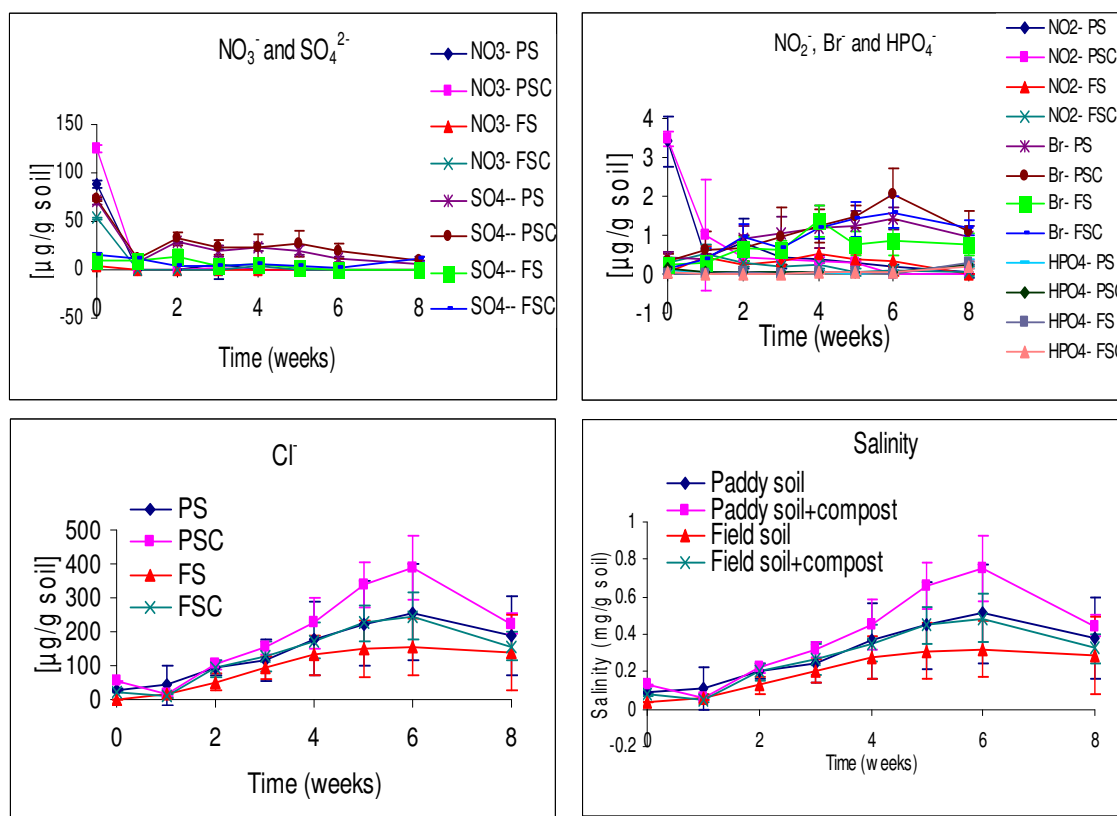 NO₃⁻ and SO₄²⁻
NO3- PS
NO3- PSC
NO3- FS
NO3- FSC
SO4-- PS
SO4-- PSC
SO4-- FS
SO4-- FSC
[µg/g soil]
150
100
50
0
-50
0
2
4
6
8
Time (weeks)
NO₂⁻, Br⁻ and HPO₄⁻
NO2- PS
NO2- PSC
NO2- FS
NO2- FSC
Br- PS
Br- PSC
Br- FS
Br- FSC
HPO4- PS
HPO4- PSC
HPO4- FS
HPO4- FSC
[µg/g soil]
4
3
2
1
0
-1
0
2
4
6
8
Time (weeks)
Cl⁻
PS
PSC
FS
FSC
[µg/g soil]
500
400
300
200
100
0
0
2
4
6
8
Time (weeks)
Salinity
Paddy soil
Paddy soil+compost
Field soil
Field soil+compost
Salinity (mg/g soil)
1
0.8
0.6
0.4
0.2
0
-0.2
0
2
4
6
8
Time (weeks)